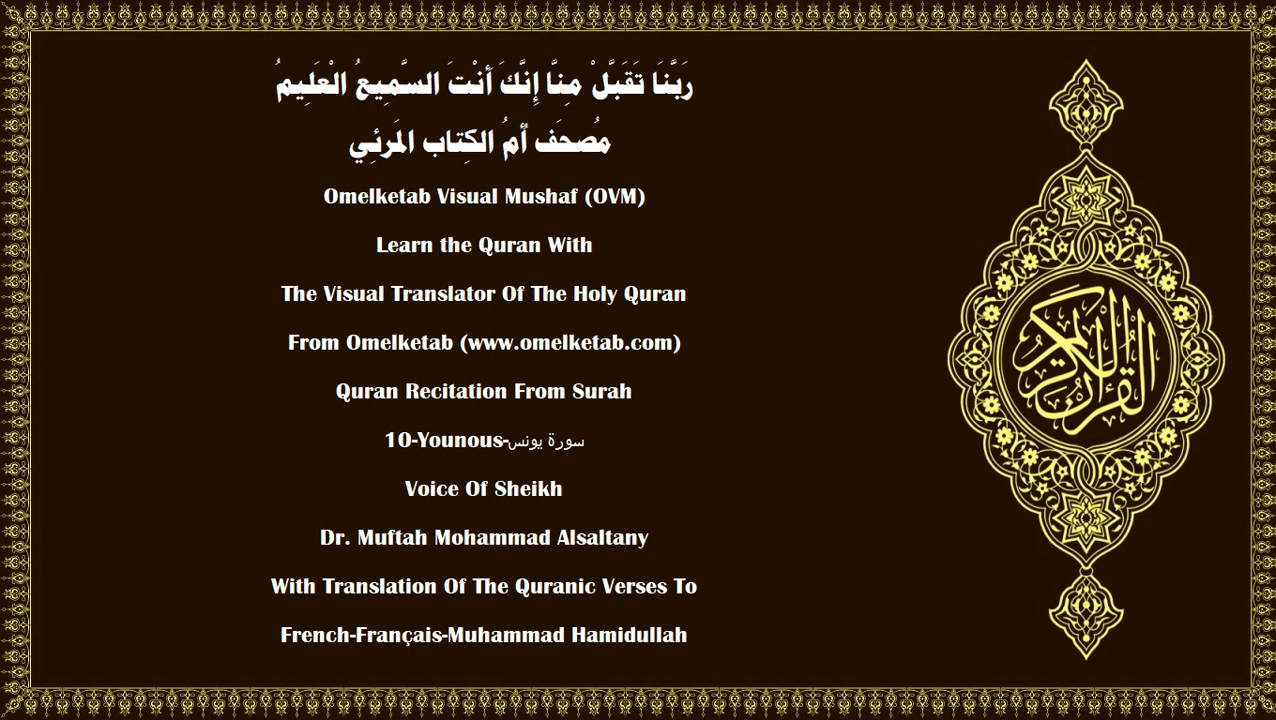 رَبَّنَا تَقَبَّلْ مِنَّا إِنَّكَ أَنْتَ السَّمِيعُ الْعَلِيمُ
مُصحَف أمُ الكِتاب المَرئِي
Omelketab Visual Mushaf (OVM)
Learn the Quran With
The Visual Translator Of The Holy Quran
From Omelketab (www.omelketab.com)
Quran Recitation From Surah
10-Younous-سورة يونس
Voice Of Sheikh
Dr. Muftah Mohammad Alsaltany
With Translation Of The Quranic Verses To
French-Français-Muhammad Hamidullah
القرآن الكريم